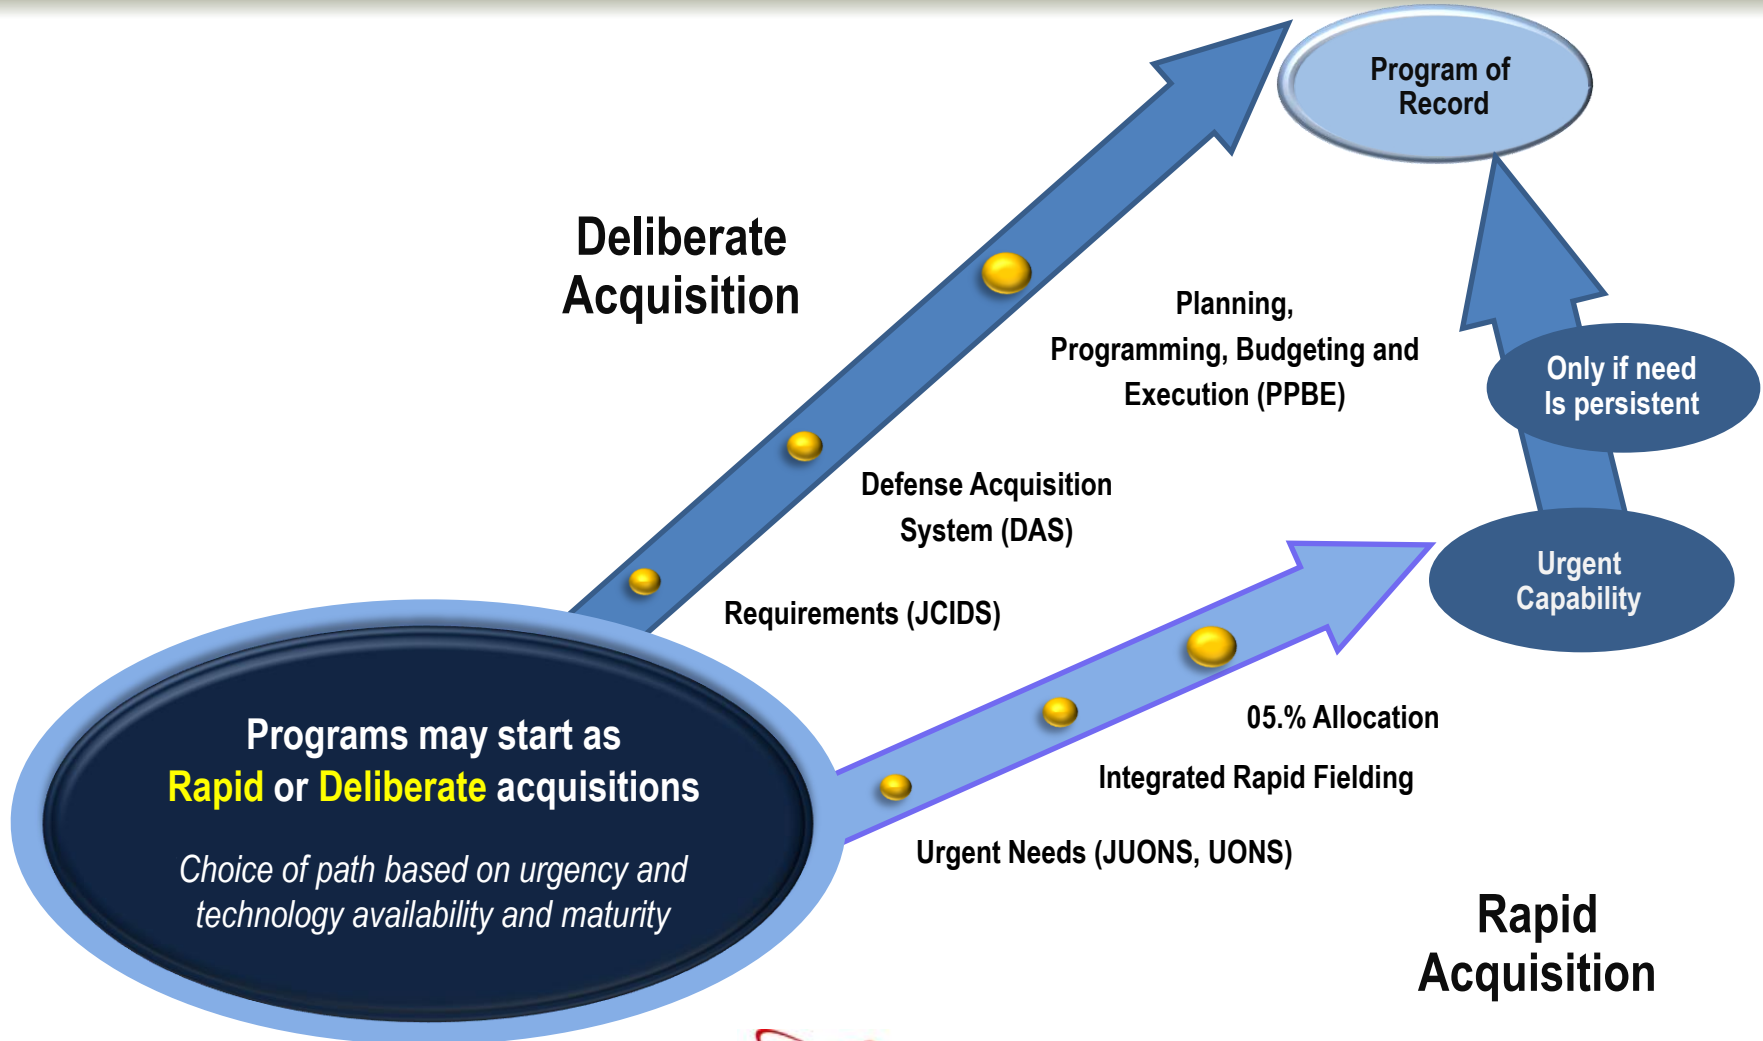 Program of
Record
Deliberate
Acquisition
Planning,
Programming, Budgeting and
Execution (PPBE)
Only if need
Is persistent
Defense Acquisition
System (DAS)
Urgent
Capability
Requirements (JCIDS)
Programs may start as
Rapid or Deliberate acquisitions
Choice of path based on urgency and
technology availability and maturity
05.% Allocation
Integrated Rapid Fielding
Urgent Needs (JUONS, UONS)
Rapid
Acquisition